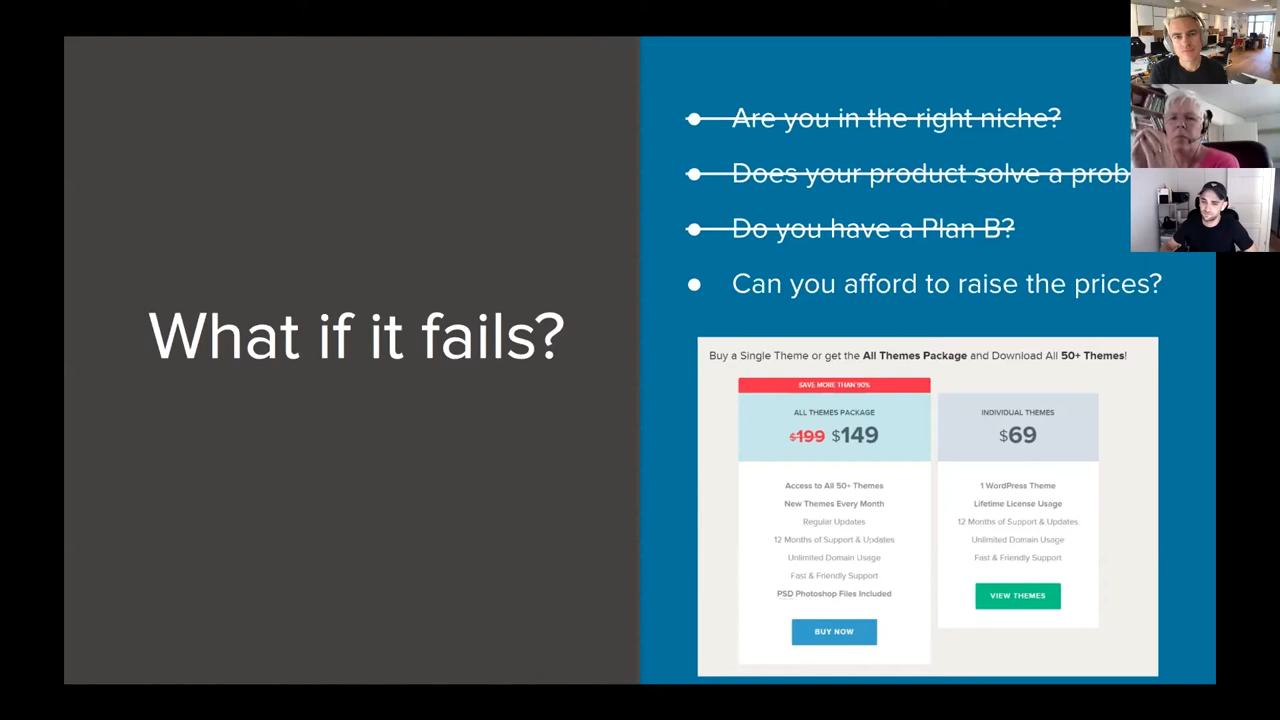 What if it fails?
Are you in the right niche?
Does your product solve a prob
Do you have a Plan B?
Can you afford to raise the prices?
Buy a Single Theme or get the All Themes Package and Download All 50+ Themes!
SAVE MORE THAN 90%
ALL THEMES PACKAGE
$199 $149
Access to All 50+ Themes
New Themes Every Month
Regular Updates
12 Months of Support & Updates
Unlimited Domain Usage
Fast & Friendly Support
PSD Photoshop Files Included
BUY NOW
INDIVIDUAL THEMES
$69
1 WordPress Theme
Lifetime License Usage
12 Months of Support & Updates
Unlimited Domain Usage
Fast & Friendly Support
VIEW THEMES